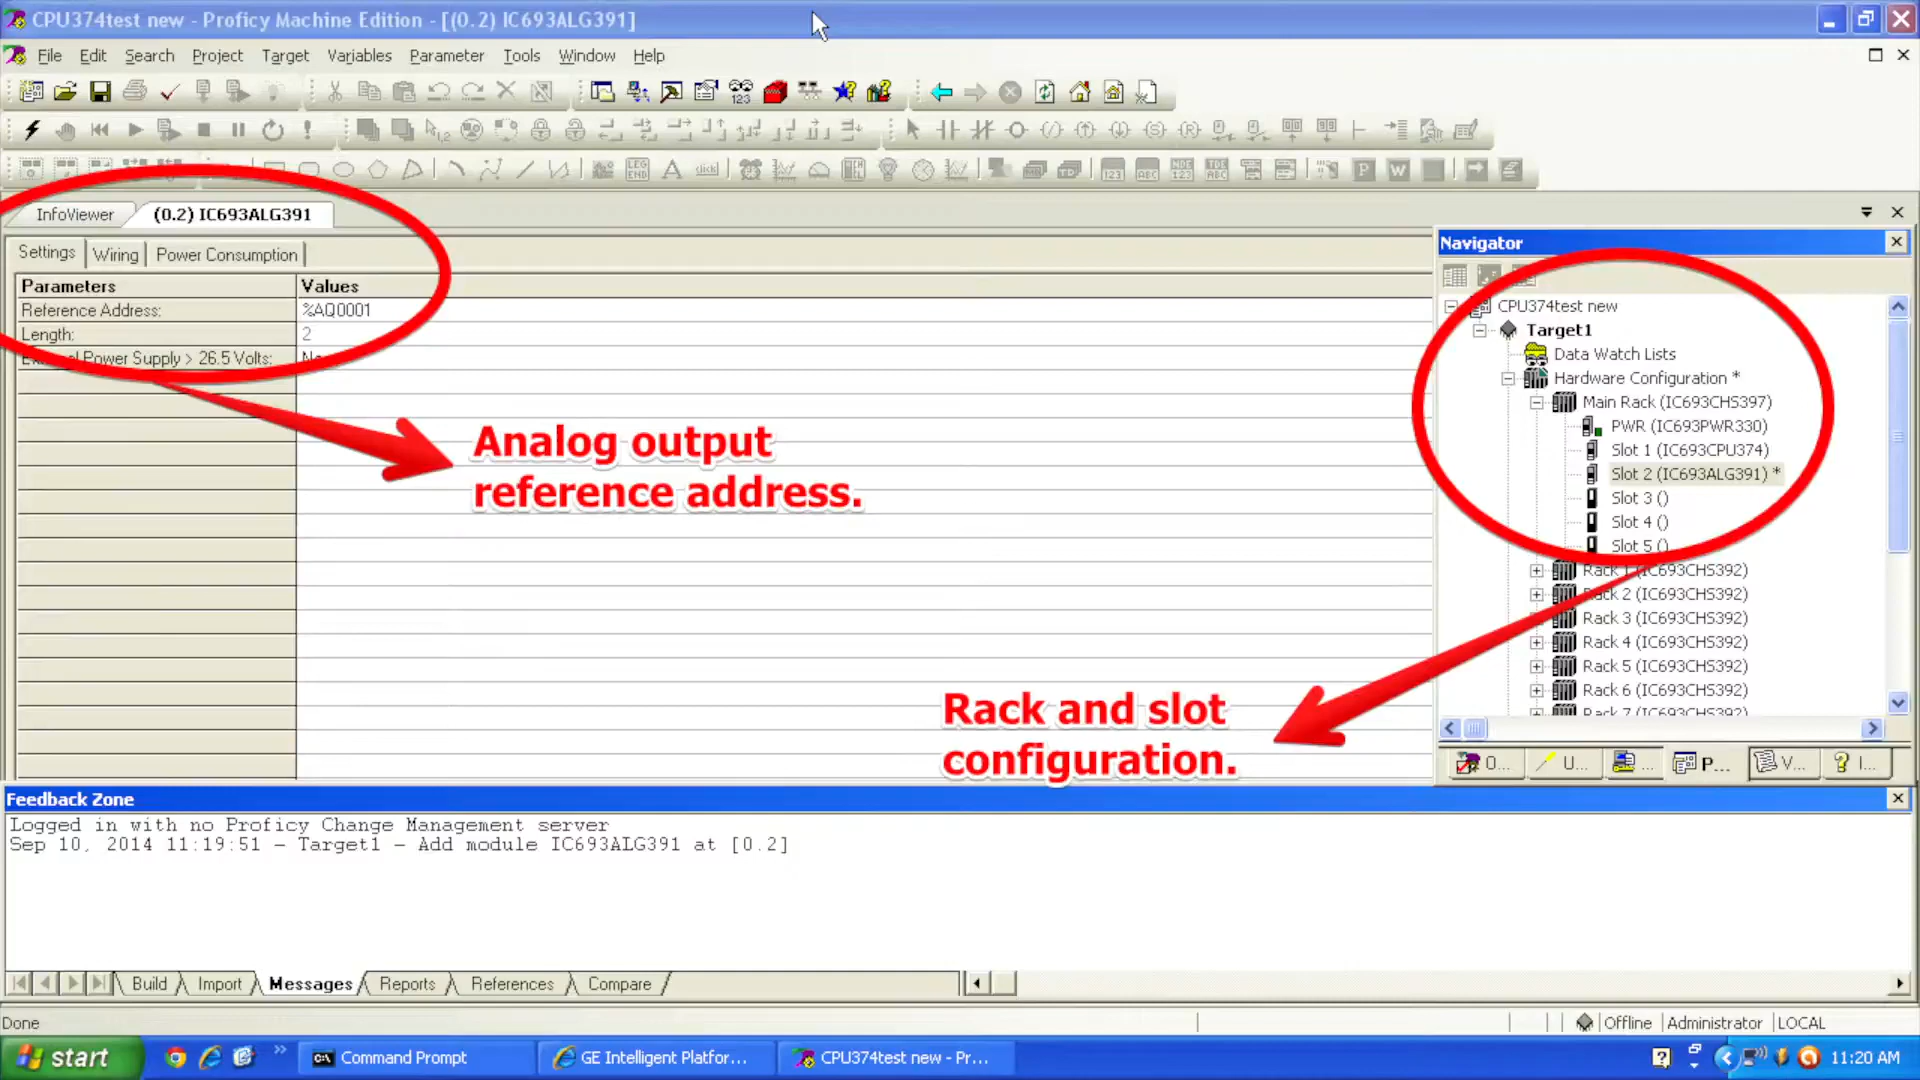 CPU374test new - Proficy Machine Edition - [(0.2) IC693ALG391]
File Edit Search Project Target Variables Parameter Tools Window Help
InfoViewer (0.2) IC693ALG391
Settings Wiring Power Consumption
Parameters Values
Reference Address: %AQ0001
Length: 2
Power Supply > 26.5 Volts:
Analog output
reference address.
Navigator
CPU374test new
Target1
Data Watch Lists
Hardware Configuration *
Main Rack (IC693CHS397)
PWR (IC693PWR330)
Slot 1 (IC693CPU374)
Slot 2 (IC693ALG391) *
Slot 3 ()
Slot 4 ()
Slot 5 ()
Rack 1 (IC693CHS392)
Rack 2 (IC693CHS392)
Rack 3 (IC693CHS392)
Rack 4 (IC693CHS392)
Rack 5 (IC693CHS392)
Rack 6 (IC693CHS392)
Rack 7 (IC693CHS392)
Rack and slot
configuration.
O... U... ... P... V... I...
Feedback Zone
Logged in with no Proficy Change Management server
Sep 10, 2014 11:19:51 - Target1 - Add module IC693ALG391 at [0.2]
Build Import Messages Reports References Compare
Done
Offline Administrator LOCAL
start Command Prompt GE Intelligent Platfor... CPU374test new - Pr... 11:20 AM